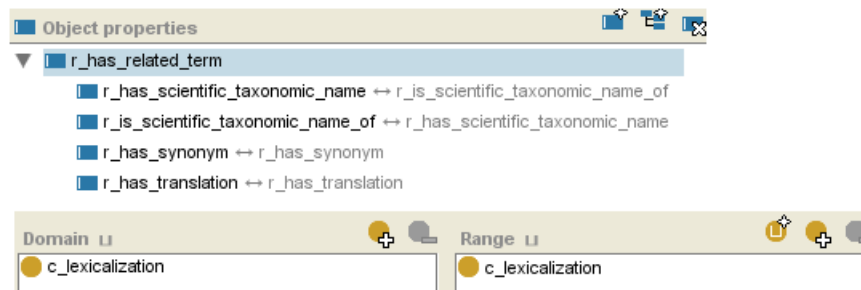 Object properties
r_has_related_term
r_has_scientific_taxonomic_name ↔ r_is_scientific_taxonomic_name_of
r_is_scientific_taxonomic_name_of ↔ r_has_scientific_taxonomic_name
r_has_synonym ↔ r_has_synonym
r_has_translation ↔ r_has_translation
Domain ⊔ Range ⊔
c_lexicalization c_lexicalization